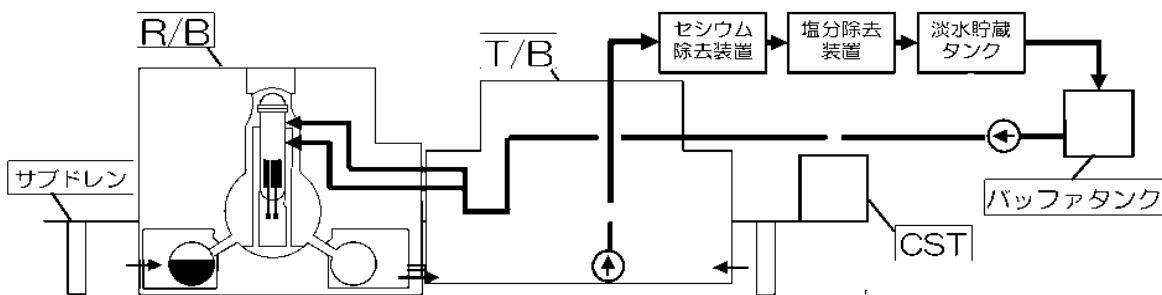 R/B
T/B
セシウム
除去装置
塩分除去
装置
淡水貯蔵
タンク
サブドレン
バッファタンク
CST